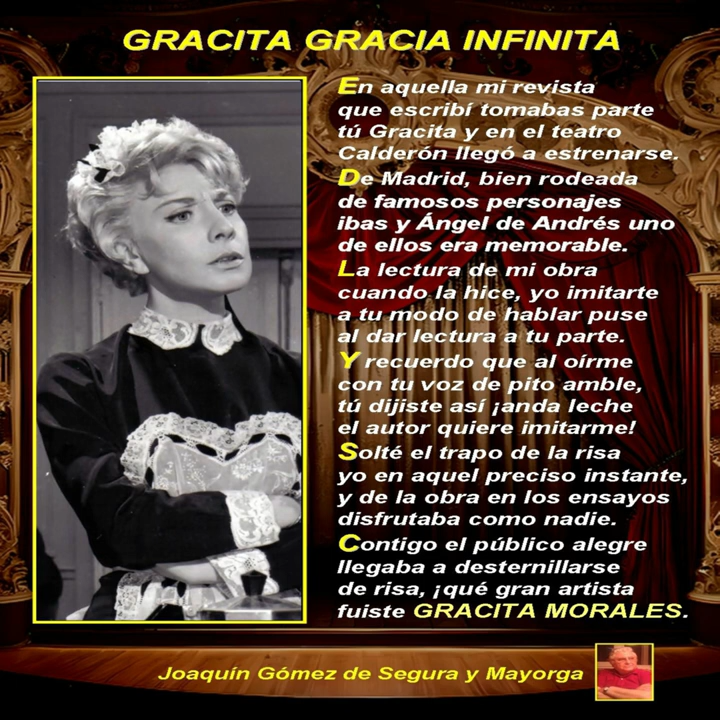 GRACITA GRACIA INFINITA
En aquella mi revista
que escribí tomabas parte
tú Gracita y en el teatro
Calderón llegó a estrenarse.
De Madrid, bien rodeada
de famosos personajes
ibas y Ángel de Andrés uno
de ellos era memorable.
La lectura de mi obra
cuando la hice, yo imitarte
a tu modo de hablar puse
al dar lectura a tu parte.
Y recuerdo que al oírme
con tu voz de pito amble,
tú dijiste así ¡anda leche
el autor quiere imitarme!
Solté el trapo de la risa
yo en aquel preciso instante,
y de la obra en los ensayos
disfrutaba como nadie.
Contigo el público alegre
llegaba a desternillarse
de risa, ¡qué gran artista
fuiste GRACITA MORALES.
Joaquín Gómez de Segura y Mayorga